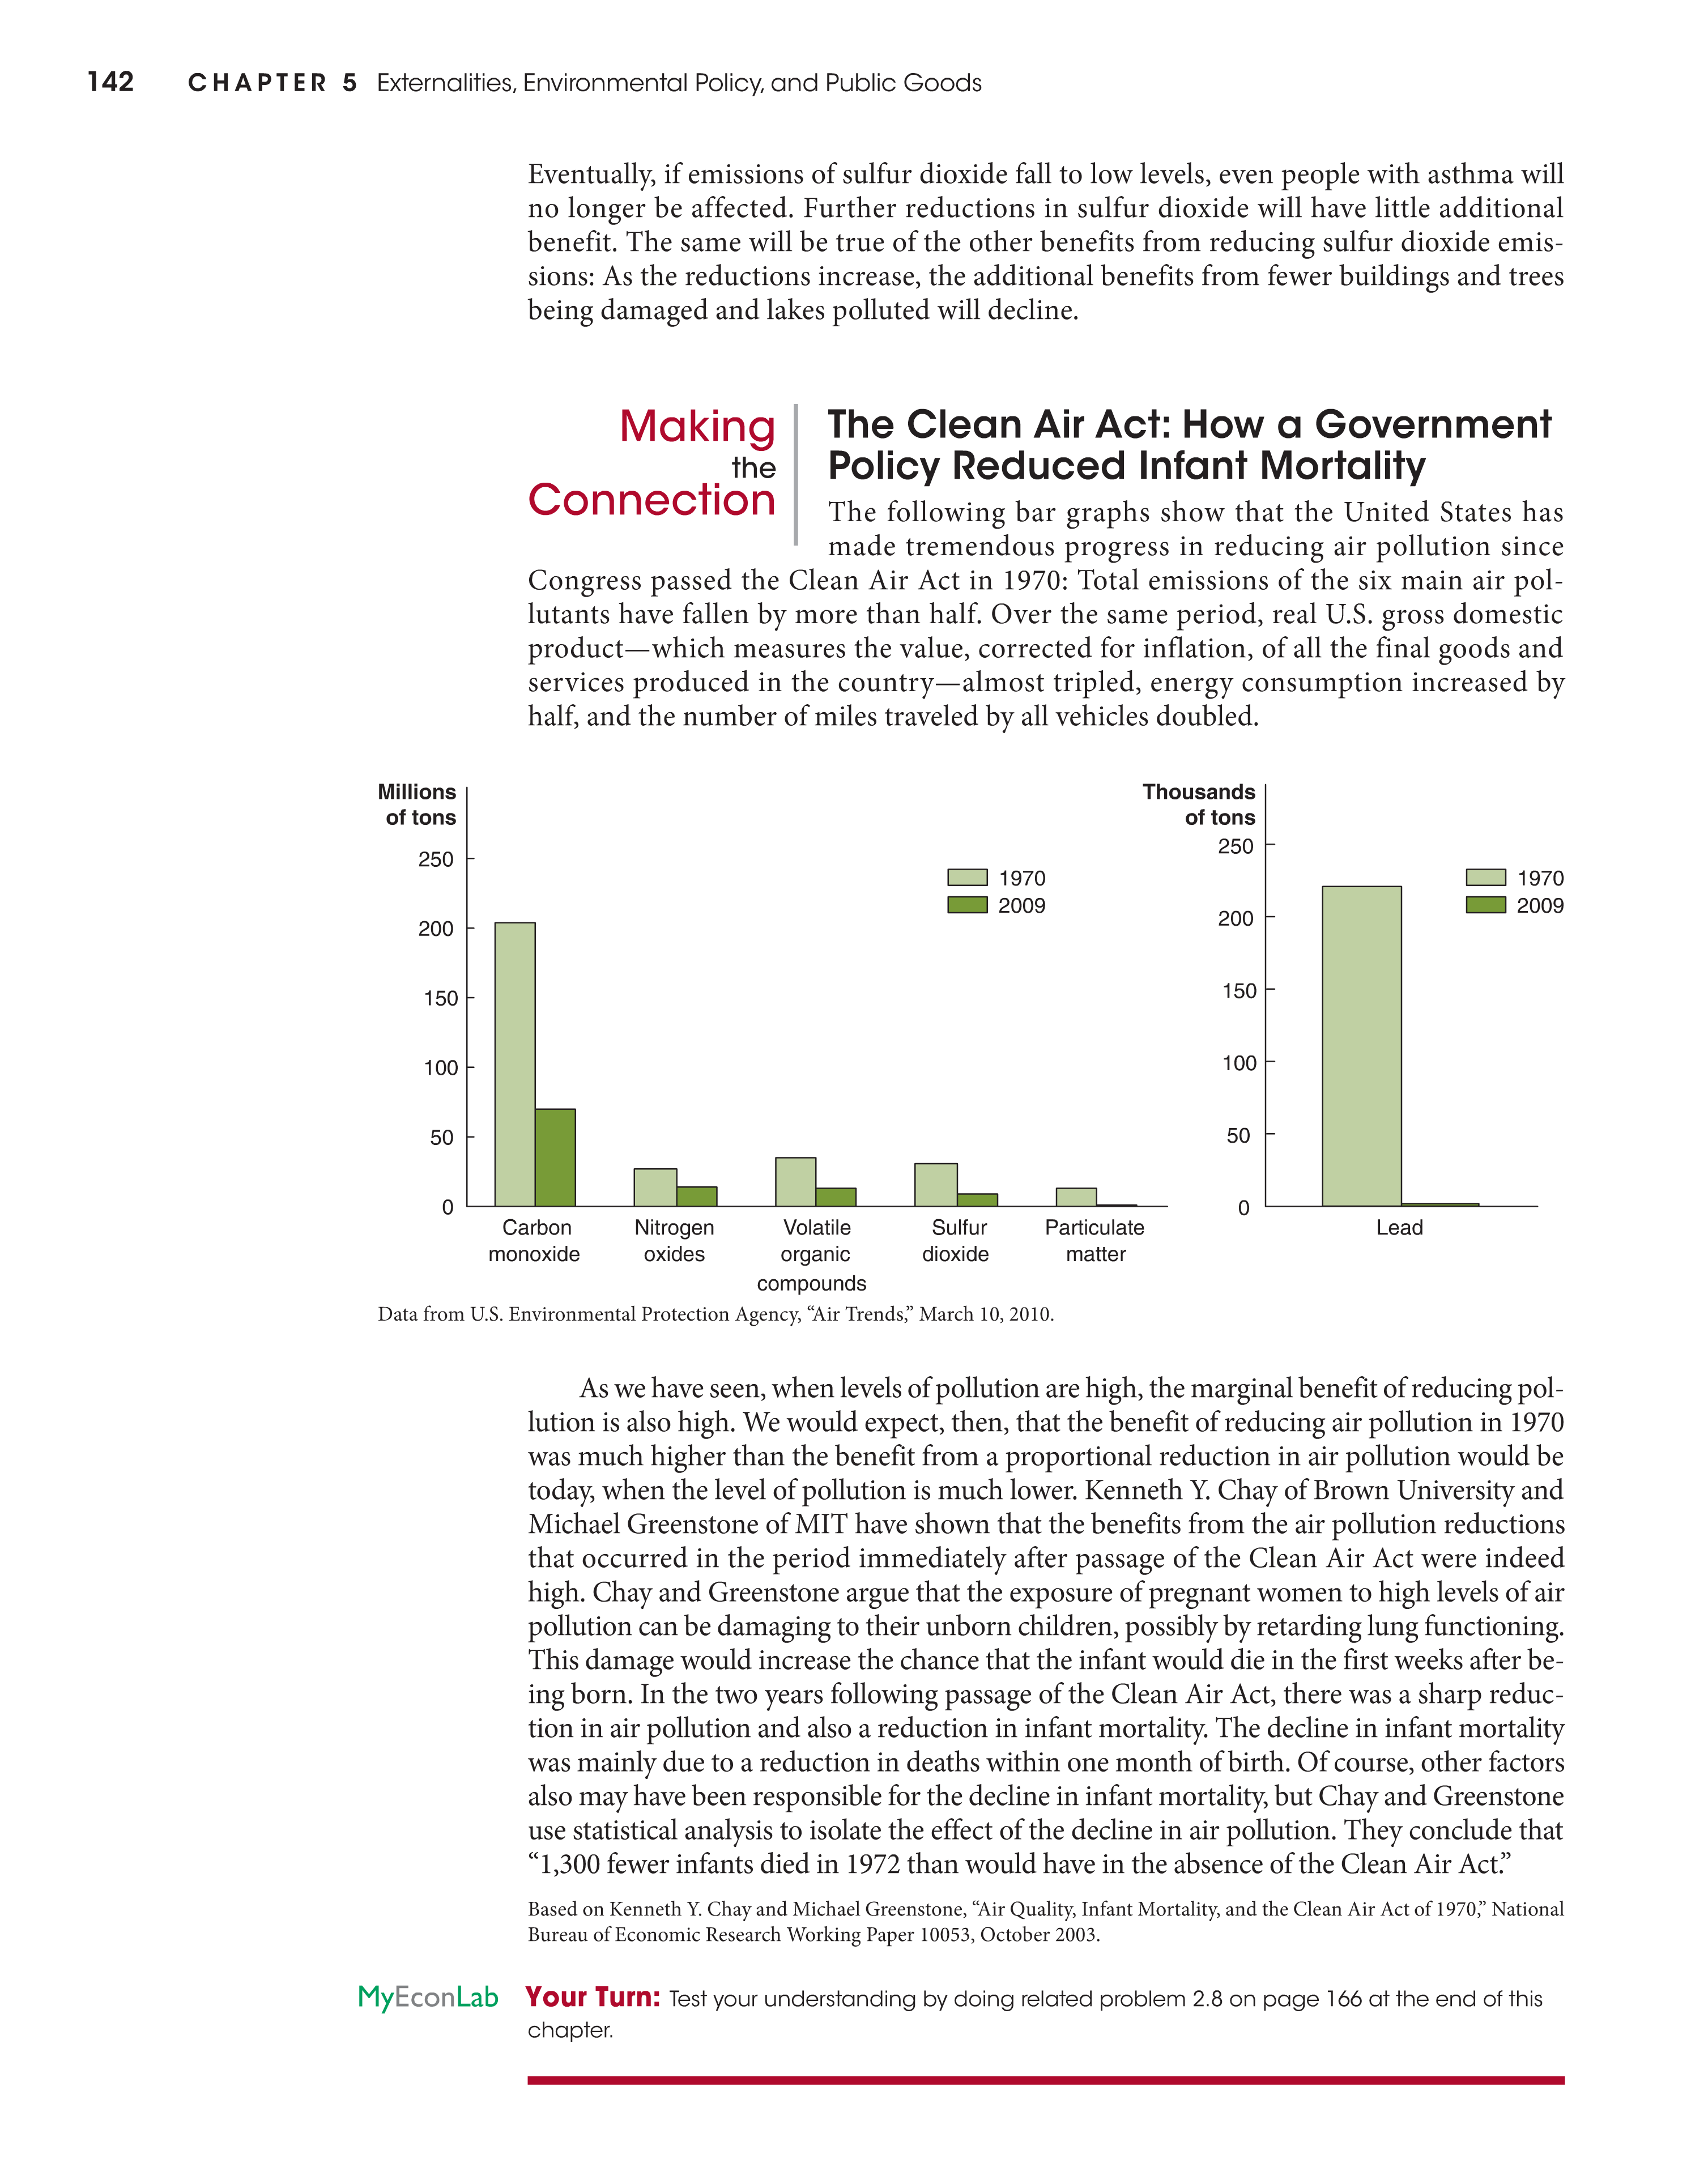 142 CHAPTER 5 Externalities, Environmental Policy, and Public Goods
Eventually, if emissions of sulfur dioxide fall to low levels, even people with asthma will
no longer be affected. Further reductions in sulfur dioxide will have little additional
benefit. The same will be true of the other benefits from reducing sulfur dioxide emis-
sions: As the reductions increase, the additional benefits from fewer buildings and trees
being damaged and lakes polluted will decline.
Making
the
Connection
The Clean Air Act: How a Government
Policy Reduced Infant Mortality
The following bar graphs show that the United States has
made tremendous progress in reducing air pollution since
Congress passed the Clean Air Act in 1970: Total emissions of the six main air pol-
lutants have fallen by more than half. Over the same period, real U.S. gross domestic
product—which measures the value, corrected for inflation, of all the final goods and
services produced in the country—almost tripled, energy consumption increased by
half, and the number of miles traveled by all vehicles doubled.
Millions
of tons
250
200
150
100
50
0
1970
2009
Carbon
monoxide
Nitrogen
oxides
Volatile
organic
compounds
Sulfur
dioxide
Particulate
matter
Thousands
of tons
250
200
150
100
50
0
1970
2009
Lead
Data from U.S. Environmental Protection Agency, “Air Trends,” March 10, 2010.
As we have seen, when levels of pollution are high, the marginal benefit of reducing pol-
lution is also high. We would expect, then, that the benefit of reducing air pollution in 1970
was much higher than the benefit from a proportional reduction in air pollution would be
today, when the level of pollution is much lower. Kenneth Y. Chay of Brown University and
Michael Greenstone of MIT have shown that the benefits from the air pollution reductions
that occurred in the period immediately after passage of the Clean Air Act were indeed
high. Chay and Greenstone argue that the exposure of pregnant women to high levels of air
pollution can be damaging to their unborn children, possibly by retarding lung functioning.
This damage would increase the chance that the infant would die in the first weeks after be-
ing born. In the two years following passage of the Clean Air Act, there was a sharp reduc-
tion in air pollution and also a reduction in infant mortality. The decline in infant mortality
was mainly due to a reduction in deaths within one month of birth. Of course, other factors
also may have been responsible for the decline in infant mortality, but Chay and Greenstone
use statistical analysis to isolate the effect of the decline in air pollution. They conclude that
“1,300 fewer infants died in 1972 than would have in the absence of the Clean Air Act.”
Based on Kenneth Y. Chay and Michael Greenstone, “Air Quality, Infant Mortality, and the Clean Air Act of 1970,” National
Bureau of Economic Research Working Paper 10053, October 2003.
MyEconLab Your Turn: Test your understanding by doing related problem 2.8 on page 166 at the end of this
chapter.